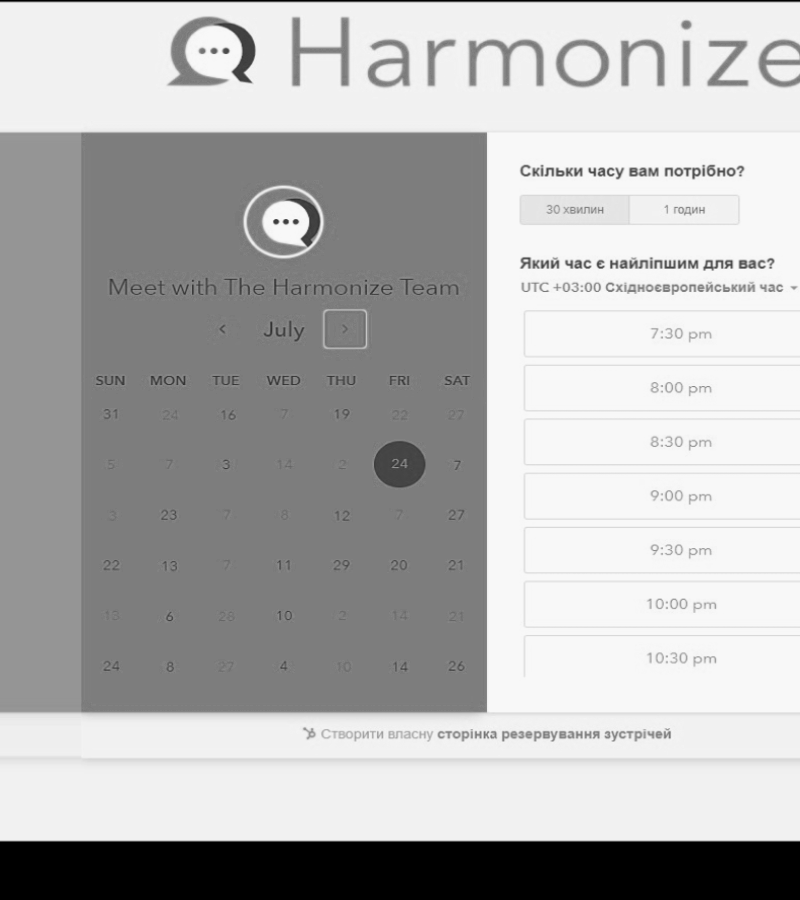 Harmonize
Meet with The Harmonize Team
July
SUN MON TUE WED THU FRI SAT
31 24 16 7 19 22 27
5 7 3 14 2 24 7
3 23 7 8 12 7 27
22 13 7 11 29 20 21
13 6 28 10 2 14 21
24 8 27 4 10 14 26
Скільки часу вам потрібно?
30 хвилин 1 годин
Який час є найліпшим для вас?
UTC +03:00 Східноєвропейський час
7:30 pm
8:00 pm
8:30 pm
9:00 pm
9:30 pm
10:00 pm
10:30 pm
Створити власну сторінка резервування зустрічей